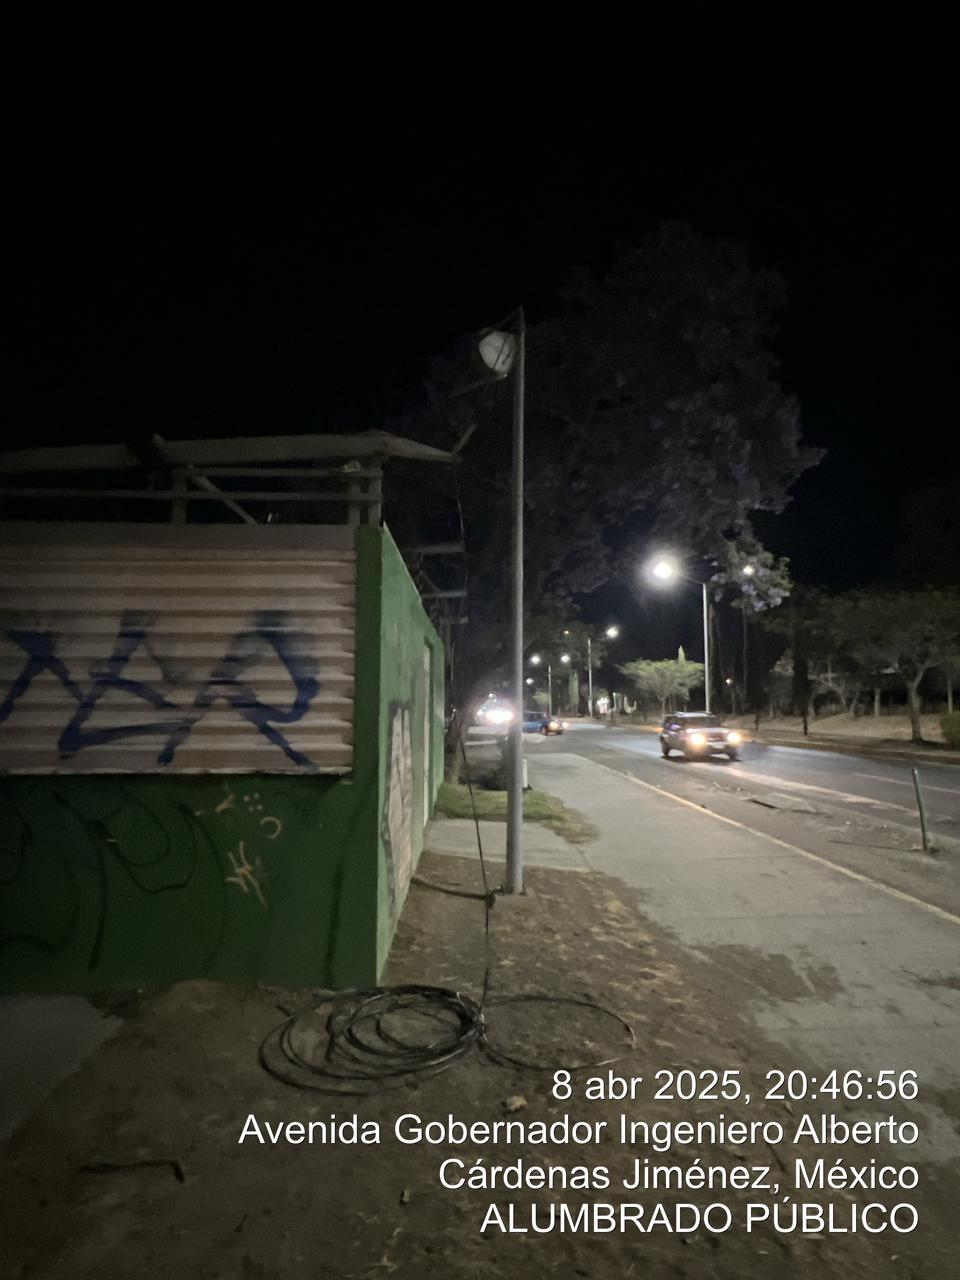 8 abr 2025, 20:46:56
Avenida Gobernador Ingeniero Alberto
Cárdenas Jiménez, México
ALUMBRADO PÚBLICO